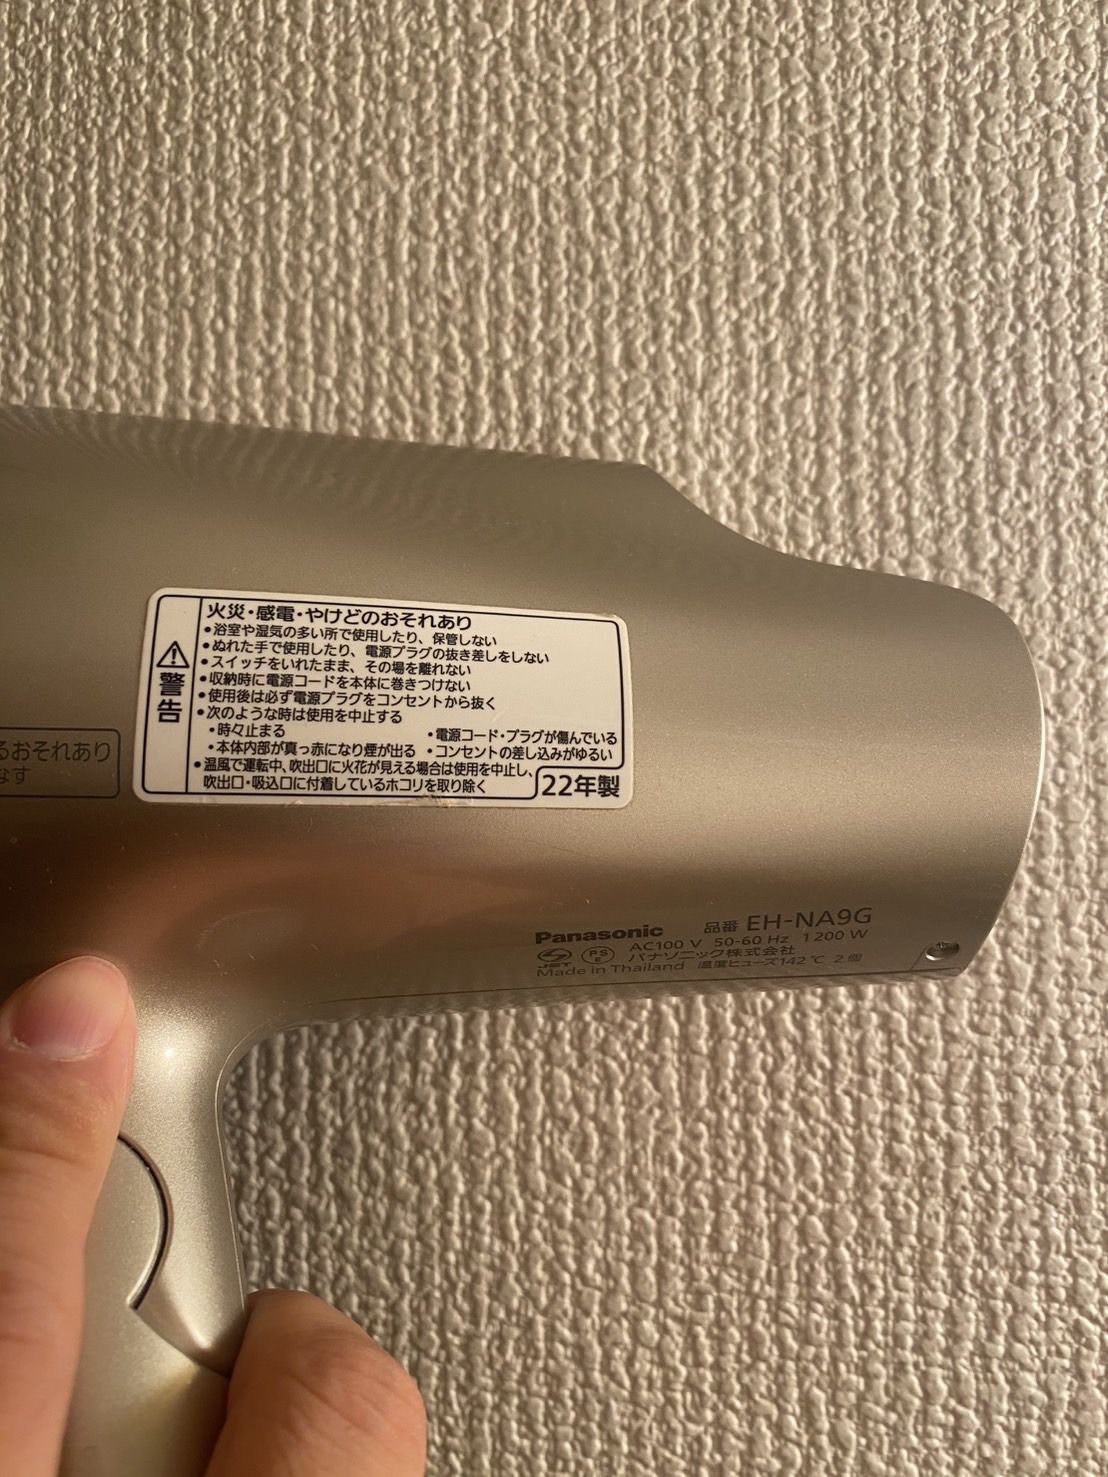 火災・感電・やけどのおそれあり
•浴室や湿気の多い所で使用したり、保管しない
•ぬれた手で使用したり、電源プラグの抜き差しをしない
•スイッチをいれたまま、その場を離れない
•収納時に電源コードを本体に巻きつけない
•使用後は必ず電源プラグをコンセントから抜く
•次のような時は使用を中止する
・時々止まる ・電源コード・プラグが傷んでいる
・本体内部が真っ赤になり煙が出る ・コンセントの差し込みがゆるい
•温風で運転中、吹出口に火花が見える場合は使用を中止し、
吹出口・吸込口に付着しているホコリを取り除く
警告
22年製
るおそれあり
なす
Panasonic 品番 EH-NA9G
AC100 V 50-60 Hz 1200 W
JET PS E パナソニック株式会社
Made in Thailand 温度ヒューズ142℃ 2個